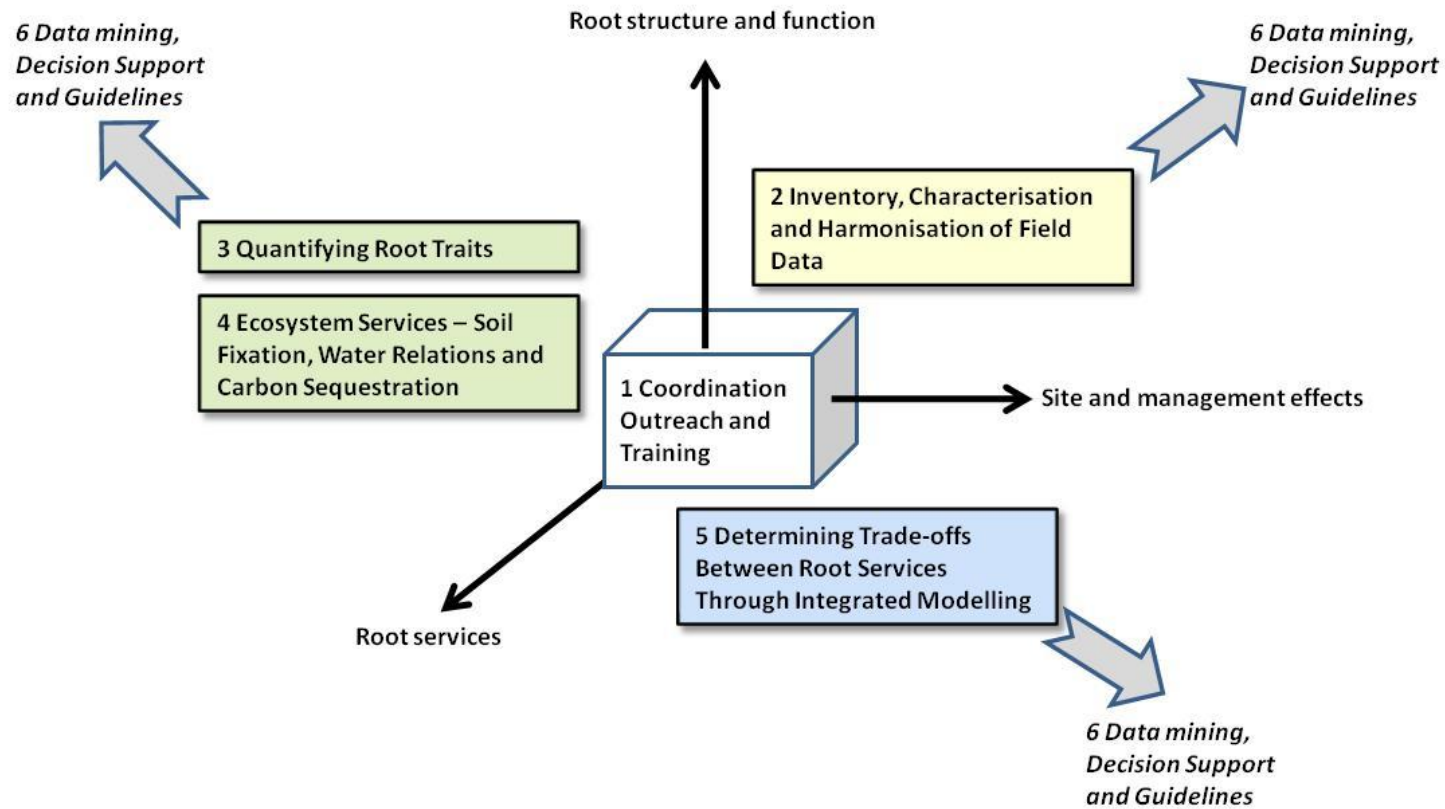 Root structure and function
6 Data mining,
Decision Support
and Guidelines
6 Data mining,
Decision Support
and Guidelines
2 Inventory, Characterisation
and Harmonisation of Field
Data
3 Quantifying Root Traits
4 Ecosystem Services – Soil
Fixation, Water Relations and
Carbon Sequestration
1 Coordination
Outreach and
Training
Site and management effects
5 Determining Trade-offs
Between Root Services
Through Integrated Modelling
Root services
6 Data mining,
Decision Support
and Guidelines